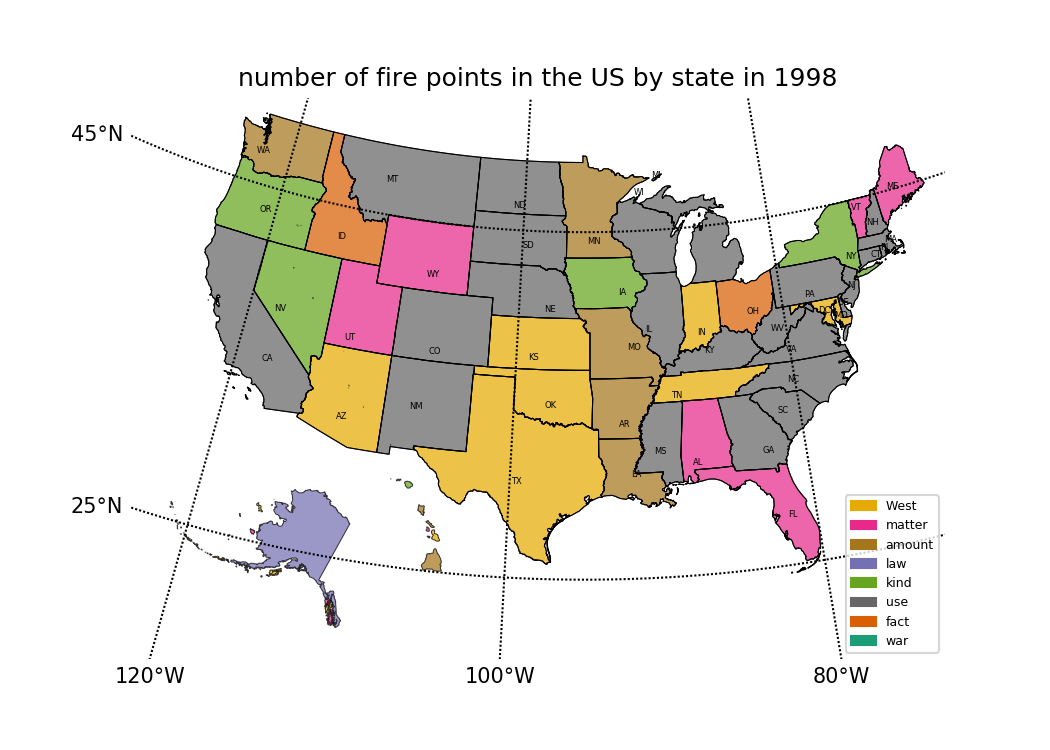 number of fire points in the US by state in 1998
45°N
25°N
120°W
100°W
80°W
WA
MT
ND
MN
WI
MI
ME
VT
NH
OR
ID
WY
SD
NY
MA
CT
NV
UT
NE
IA
IL
IN
OH
PA
NJ
DE
DC
MD
WV
VA
KY
CA
CO
KS
MO
AZ
NM
OK
AR
TN
NC
SC
MS
AL
GA
TX
LA
FL
West
matter
amount
law
kind
use
fact
war